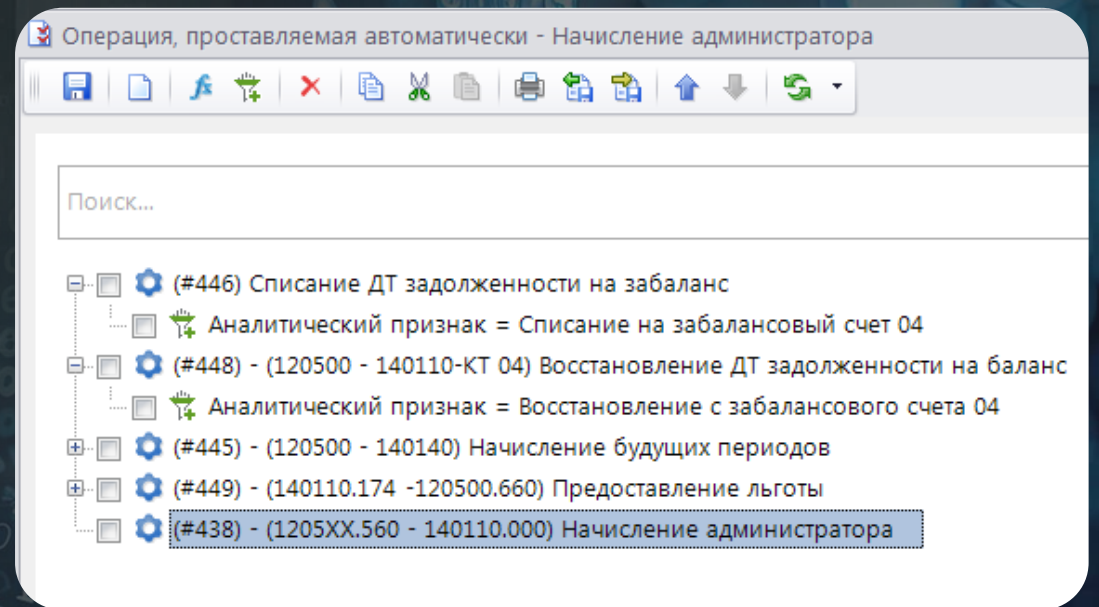 Операция, проставляемая автоматически - Начисление администратора
Поиск...
(#446) Списание ДТ задолженности на забаланс
Аналитический признак = Списание на забалансовый счет 04
(#448) - (120500 - 140110-КТ 04) Восстановление ДТ задолженности на баланс
Аналитический признак = Восстановление с забалансового счета 04
(#445) - (120500 - 140140) Начисление будущих периодов
(#449) - (140110.174 -120500.660) Предоставление льготы
(#438) - (1205XX.560 - 140110.000) Начисление администратора